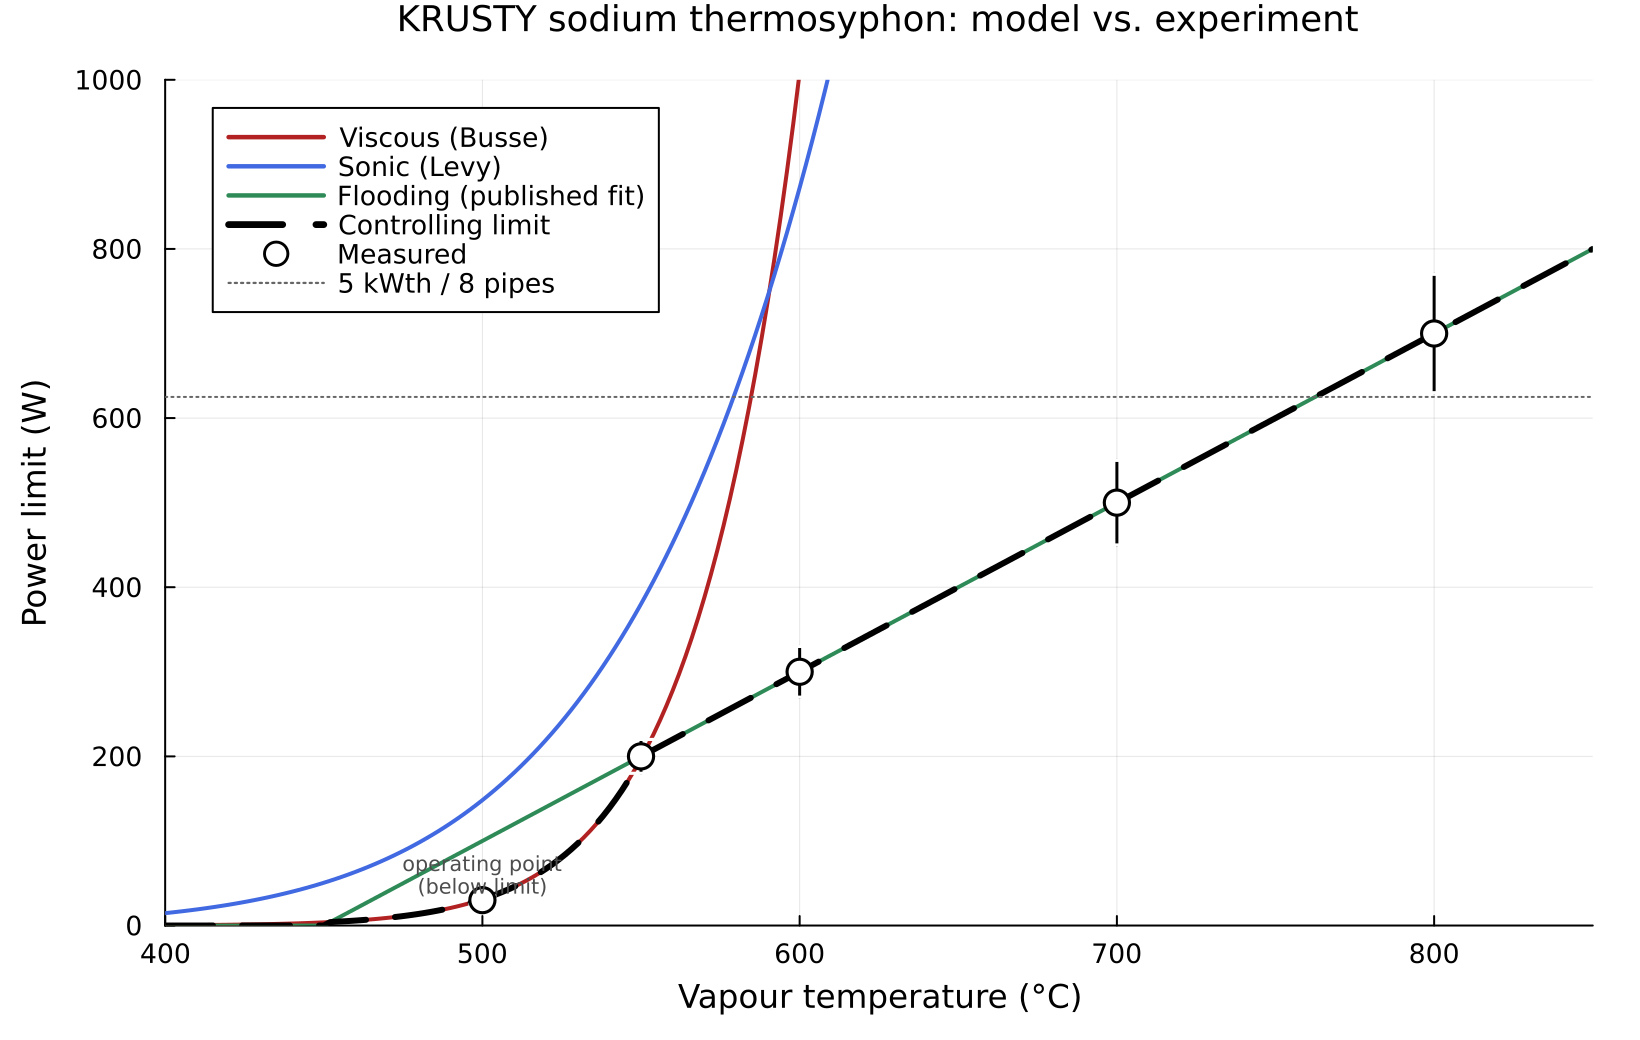 KRUSTY sodium thermosyphon: model vs. experiment
1000
800
600
400
200
0
Power limit (W)
Viscous (Busse)
Sonic (Levy)
Flooding (published fit)
Controlling limit
Measured
5 kWth / 8 pipes
operating point
(below limit)
400 500 600 700 800
Vapour temperature (°C)